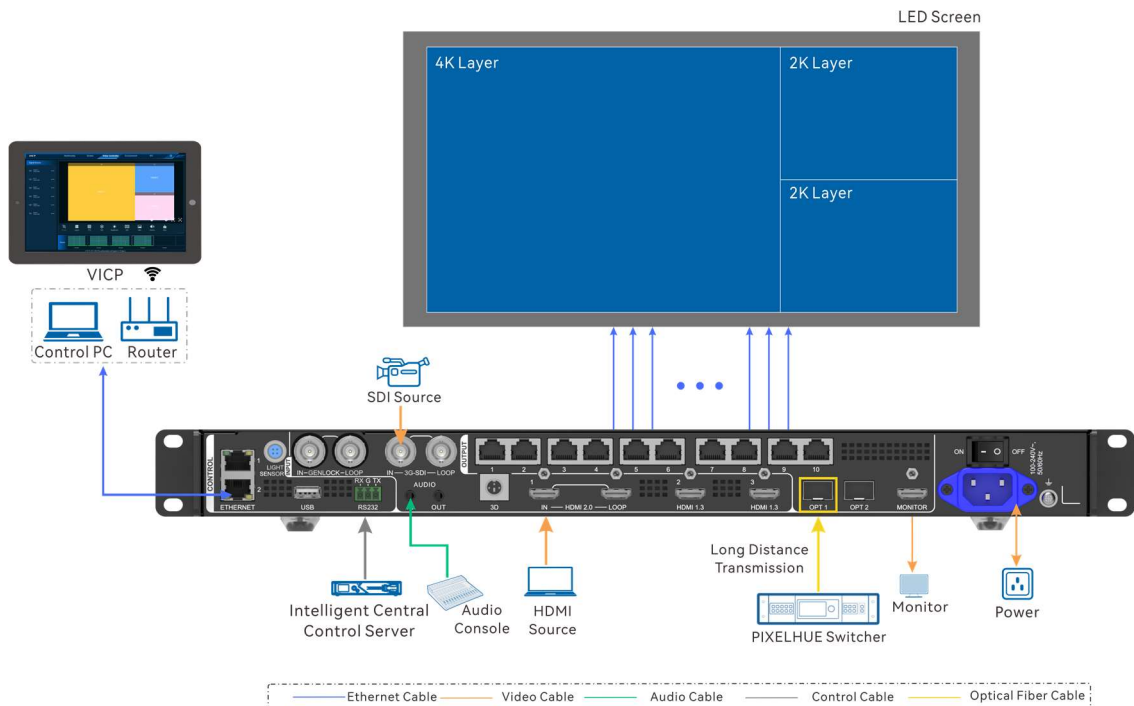 LED Screen
4K Layer
2K Layer
2K Layer
VICP
Control PC
Router
SDI Source
CONTROL
1
2
ETHERNET
LIGHT
SENSOR
INPUT
IN-GENLOCK-LOOP
IN — 3G-SDI — LOOP
OUTPUT
1 2 3 4 5 6 7 8 9 10
ON
OFF
100-240V~,
50/60Hz
USB
RX G TX
RS232
AUDIO
OUT
3D
1
IN — HDMI 2.0 — LOOP
2
HDMI 1.3
3
HDMI 1.3
OPT 1
OPT 2
MONITOR
Intelligent Central
Control Server
Audio
Console
HDMI
Source
Long Distance
Transmission
PIXELHUE Switcher
Monitor
Power
Ethernet Cable
Video Cable
Audio Cable
Control Cable
Optical Fiber Cable